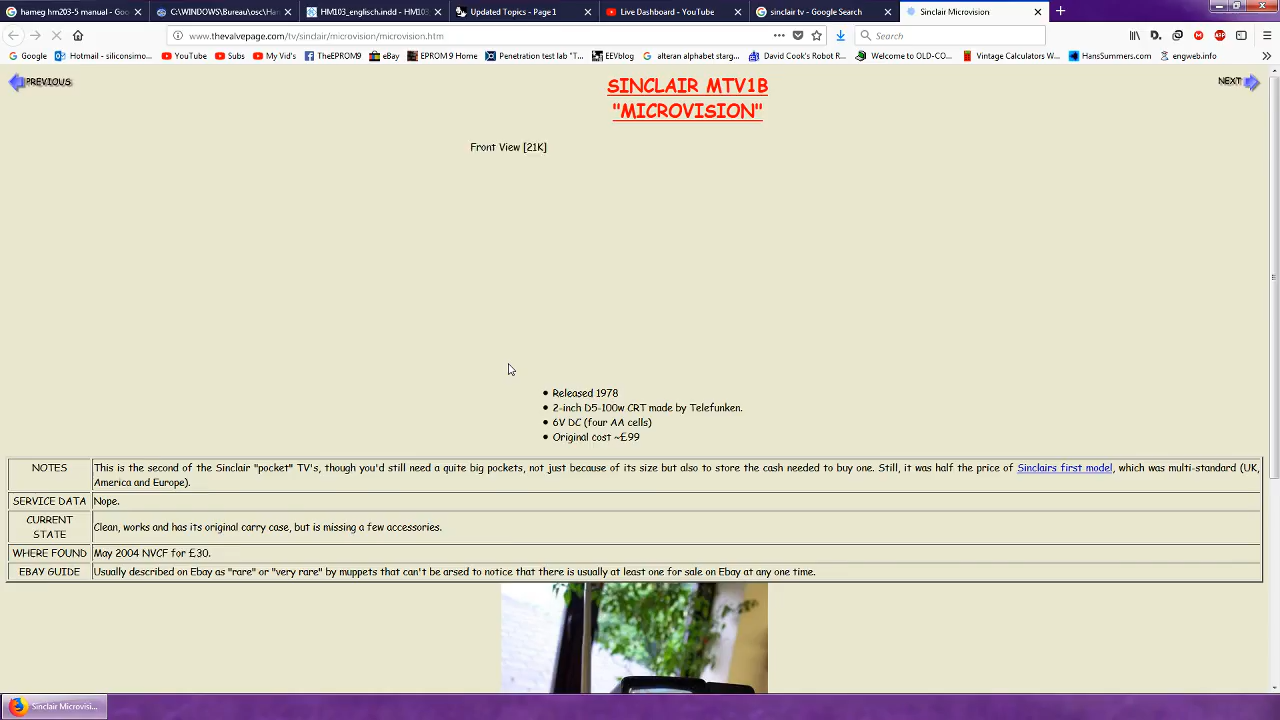 hameg hm203-5 manual - Goo
C:\WINDOWS\Bureau\osc\Han
HM103_englisch.indd - HM103
Updated Topics - Page 1
Live Dashboard - YouTube
sinclair tv - Google Search
Sinclair Microvision
www.thevalvepage.com/tv/sinclair/microvision/microvision.htm
Search
Google
Hotmail - siliconsimo...
YouTube
Subs
My Vid's
TheEPROM9
eBay
EPROM 9 Home
Penetration test lab "T...
EEVblog
alteran alphabet starg...
David Cook's Robot R...
Welcome to OLD-CO...
Vintage Calculators W...
HansSummers.com
engweb.info
PREVIOUS
NEXT
SINCLAIR MTV1B
"MICROVISION"
Front View [21K]
• Released 1978
• 2-inch D5-100w CRT made by Telefunken.
• 6V DC (four AA cells)
• Original cost ~£99
NOTES
This is the second of the Sinclair "pocket" TV's, though you'd still need a quite big pockets, not just because of its size but also to store the cash needed to buy one. Still, it was half the price of Sinclairs first model, which was multi-standard (UK,
America and Europe).
SERVICE DATA
Nope.
CURRENT
STATE
Clean, works and has its original carry case, but is missing a few accessories.
WHERE FOUND
May 2004 NVCF for £30.
EBAY GUIDE
Usually described on Ebay as "rare" or "very rare" by muppets that can't be arsed to notice that there is usually at least one for sale on Ebay at any one time.
Sinclair Microvisi...